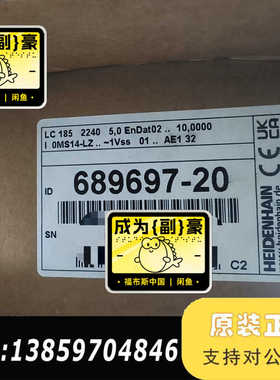 成为{副}豪
福布斯中国 | 闲鱼
LC 185 2240 5,0 EnDat02 .. 10,0000
I 0MS14-LZ .. ~1Vss 01 .. AE1 32
CE
UK
CA
ID
689697-20
HEIDENHAIN
heidenhain.de
SN
成为{副}豪
福布斯中国 | 闲鱼
C2
原装正
:13859704846
支持对公